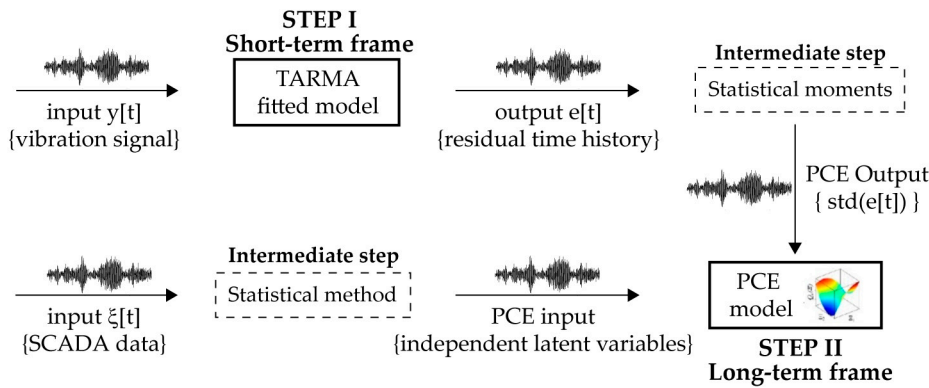 STEP I
Short-term frame
TARMA
fitted model
input y[t]
{vibration signal}
output e[t]
{residual time history}
Intermediate step
Statistical moments
PCE Output
{ std(e[t]) }
Intermediate step
Statistical method
input ξ[t]
{SCADA data}
PCE input
{independent latent variables}
PCE
model
STEP II
Long-term frame